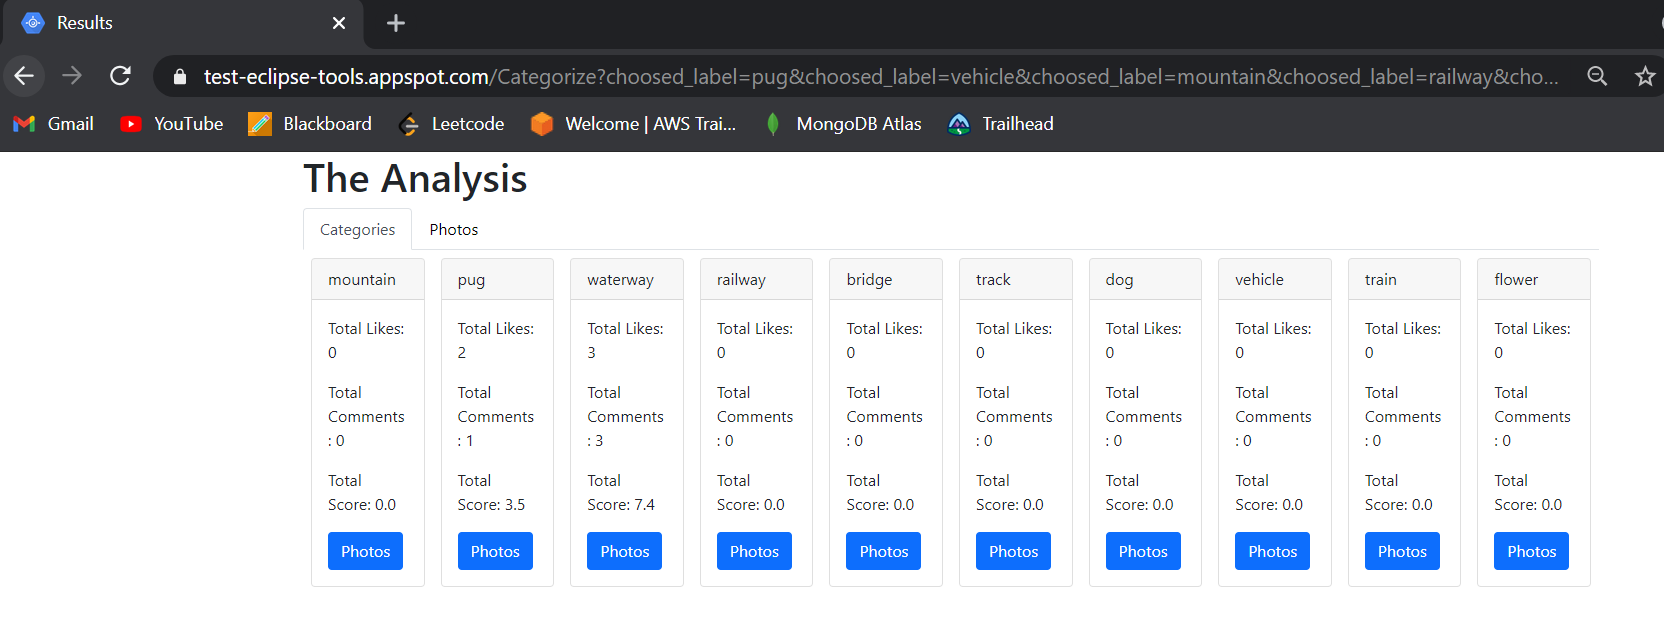 Results
test-eclipse-tools.appspot.com/Categorize?choosed_label=pug&choosed_label=vehicle&choosed_label=mountain&choosed_label=railway&cho...
Gmail YouTube Blackboard Leetcode Welcome | AWS Trai... MongoDB Atlas Trailhead
The Analysis
Categories Photos
mountain pug waterway railway bridge track dog vehicle train flower
Total Likes: Total Likes: Total Likes: Total Likes: Total Likes: Total Likes: Total Likes: Total Likes: Total Likes: Total Likes:
0 2 3 0 0 0 0 0 0 0
Total Total Total Total Total Total Total Total Total Total
Comments Comments Comments Comments Comments Comments Comments Comments Comments Comments
: 0 : 1 : 3 : 0 : 0 : 0 : 0 : 0 : 0 : 0
Total Total Total Total Total Total Total Total Total Total
Score: 0.0 Score: 3.5 Score: 7.4 Score: 0.0 Score: 0.0 Score: 0.0 Score: 0.0 Score: 0.0 Score: 0.0 Score: 0.0
Photos Photos Photos Photos Photos Photos Photos Photos Photos Photos